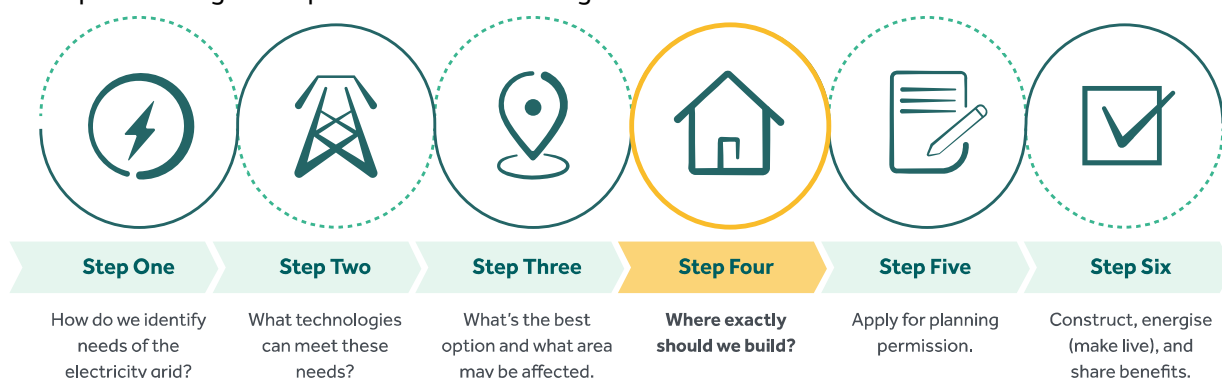 Step One
Step Two
Step Three
Step Four
Step Five
Step Six
How do we identify
needs of the
electricity grid?
What technologies
can meet these
needs?
What's the best
option and what area
may be affected.
Where exactly
should we build?
Apply for planning
permission.
Construct, energise
(make live), and
share benefits.